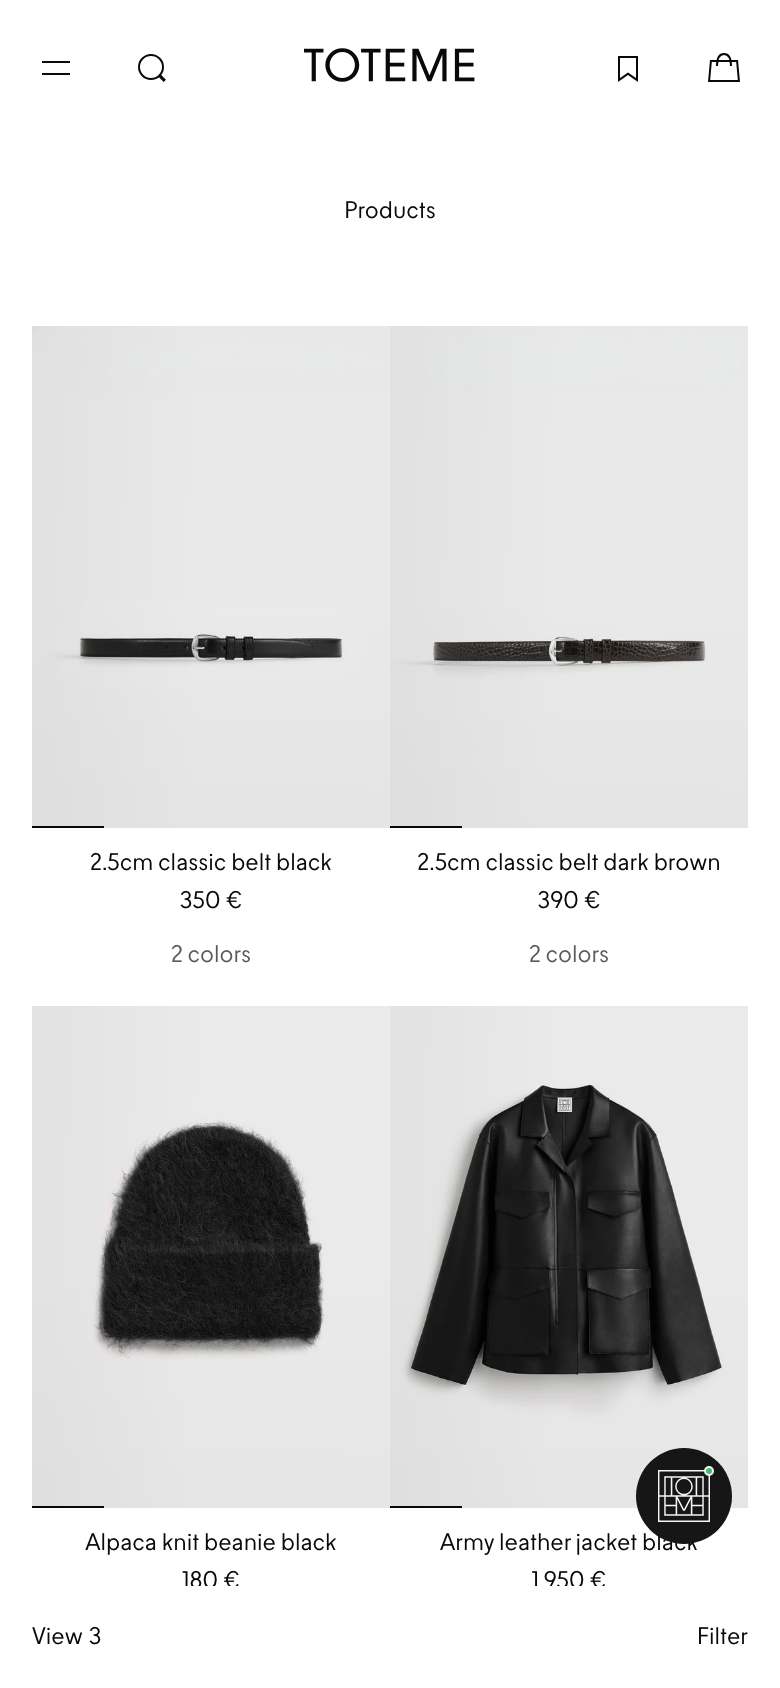 TOTEME
Products
2.5cm classic belt black
350 €
2 colors
2.5cm classic belt dark brown
390 €
2 colors
Alpaca knit beanie black
180 €
Army leather jacket black
1 950 €
View 3
Filter